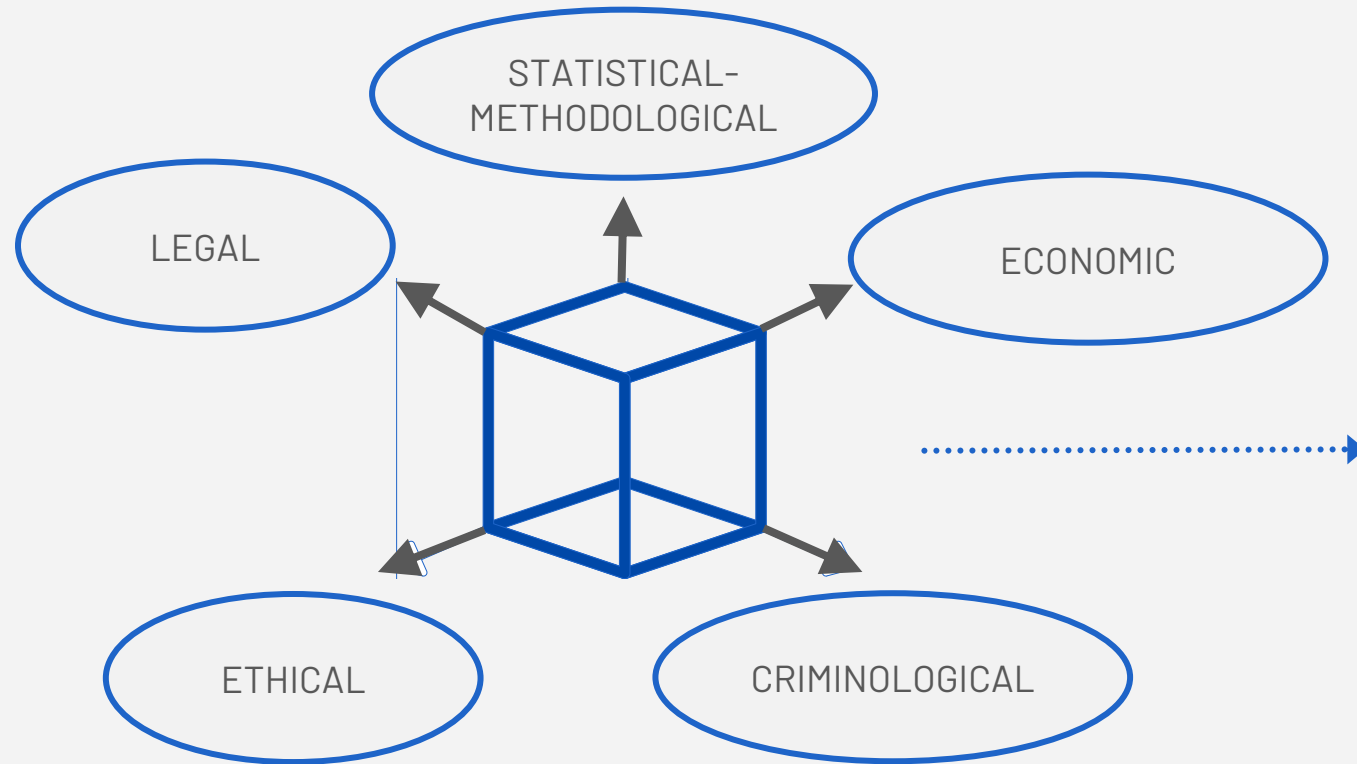 STATISTICAL-
METHODOLOGICAL
LEGAL
ECONOMIC
ETHICAL
CRIMINOLOGICAL